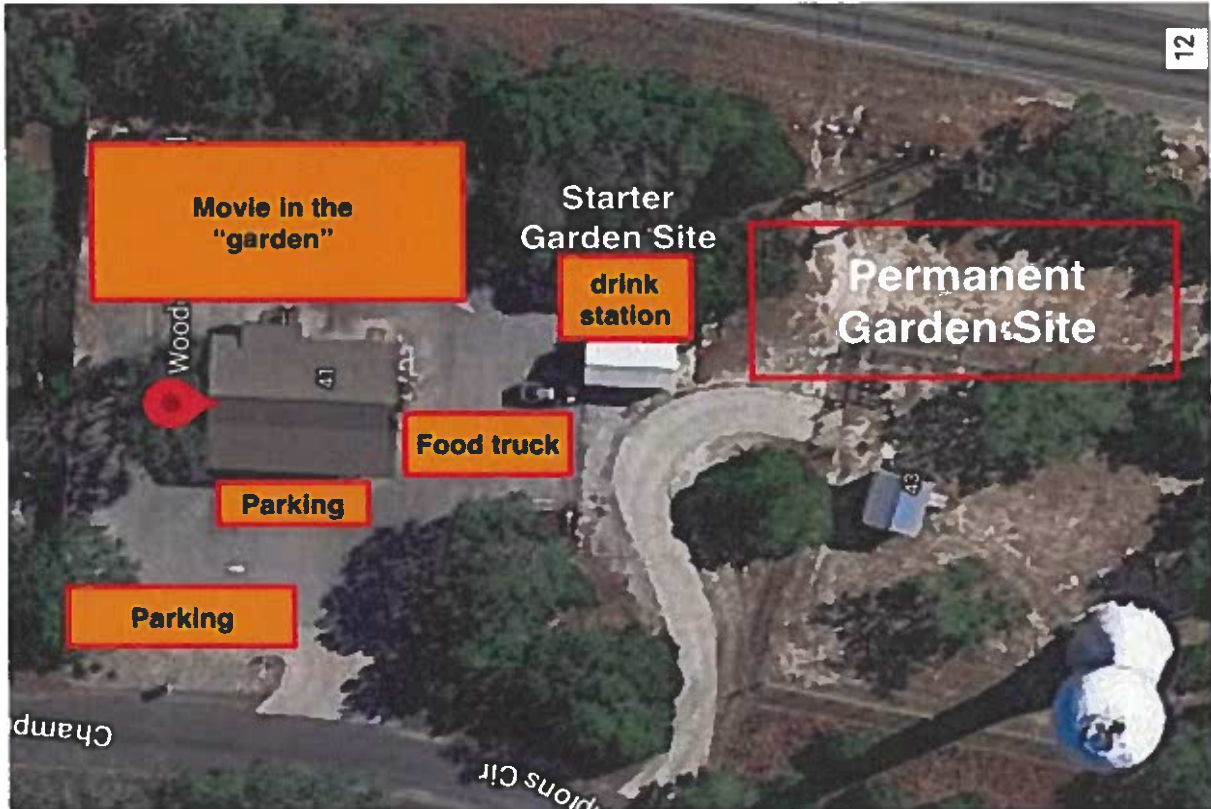 12
Movie in the
"garden"
Starter
Garden Site
drink
station
Permanent
Garden Site
Wood
41
Food truck
43
Parking
Parking
Champ
pions Cir